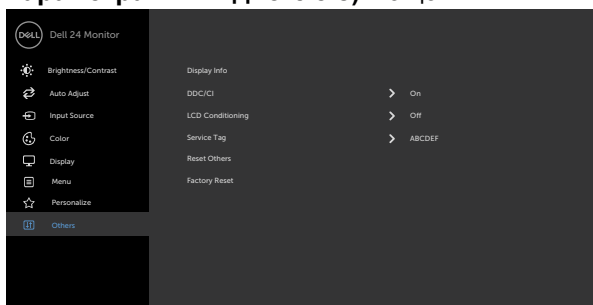 DELL
Dell 24 Monitor
Brightness/Contrast
Auto Adjust
Input Source
Color
Display
Menu
Personalize
Others
Display Info
DDC/CI
On
LCD Conditioning
Off
Service Tag
ABCDEF
Reset Others
Factory Reset